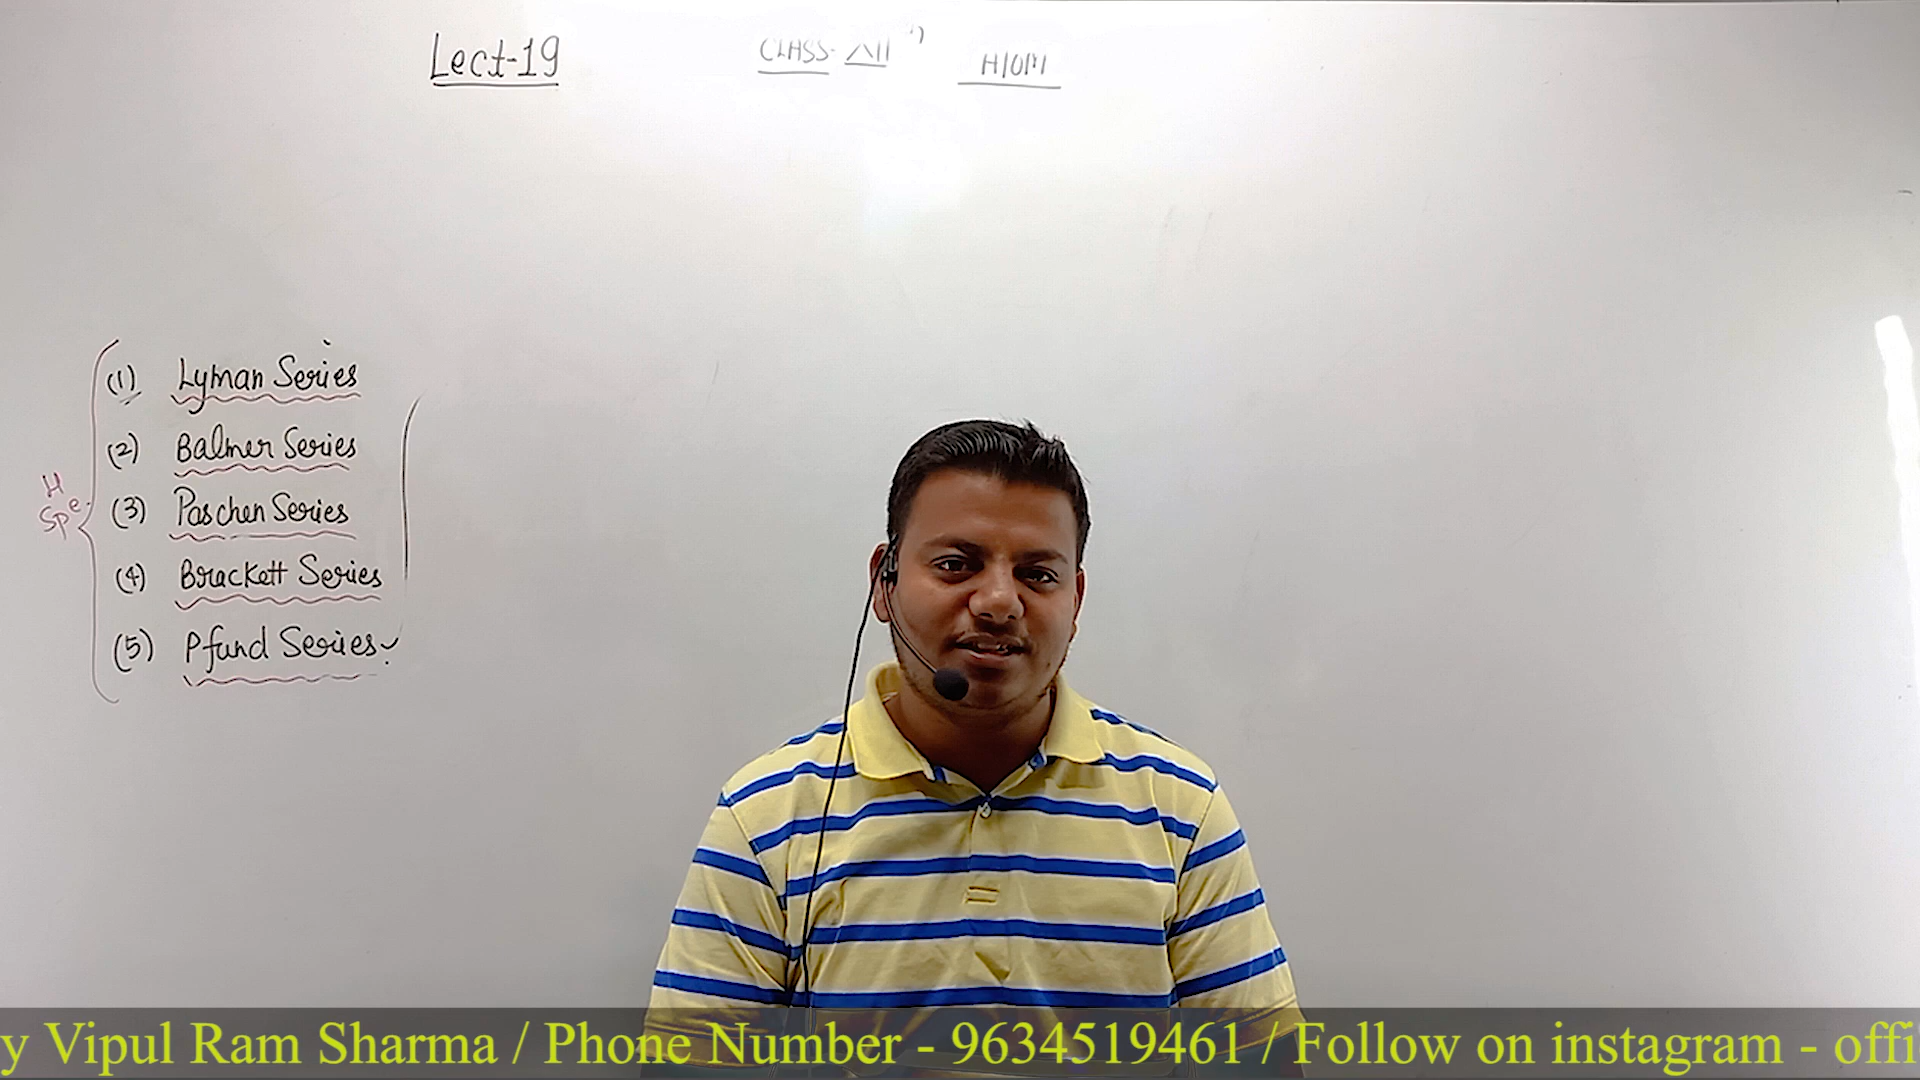 Lect-19
CLASS- XII
ATOM
(1) Lyman Series
(2) Balmer Series
(3) Paschen Series
(4) Brackett Series
(5) Pfund Series
H
Spe.
y Vipul Ram Sharma / Phone Number - 9634519461 / Follow on instagram - offi